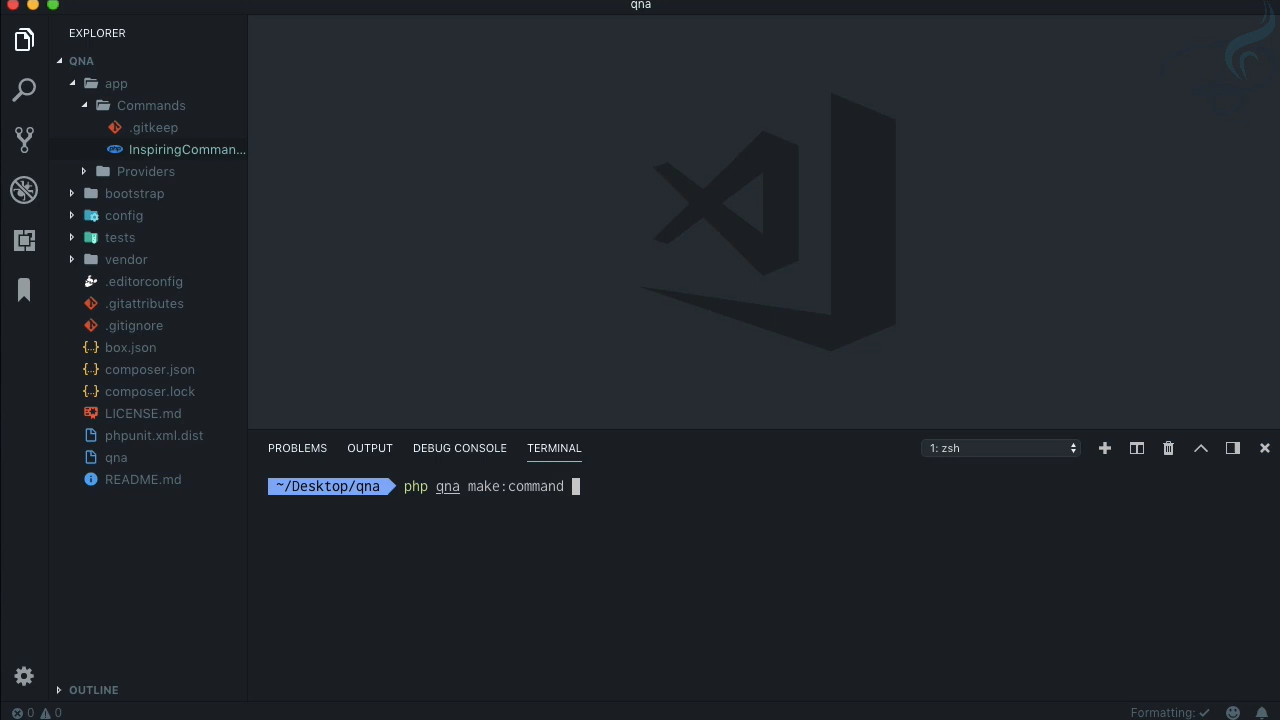 qna
EXPLORER
QNA
app
Commands
.gitkeep
php InspiringComman...
Providers
bootstrap
config
tests
vendor
.editorconfig
.gitattributes
.gitignore
{..} box.json
{..} composer.json
{..} composer.lock
LICENSE.md
phpunit.xml.dist
qna
README.md
OUTLINE
PROBLEMS OUTPUT DEBUG CONSOLE TERMINAL 1: zsh
~/Desktop/qna php qna make:command
0 0 Formatting: ✓